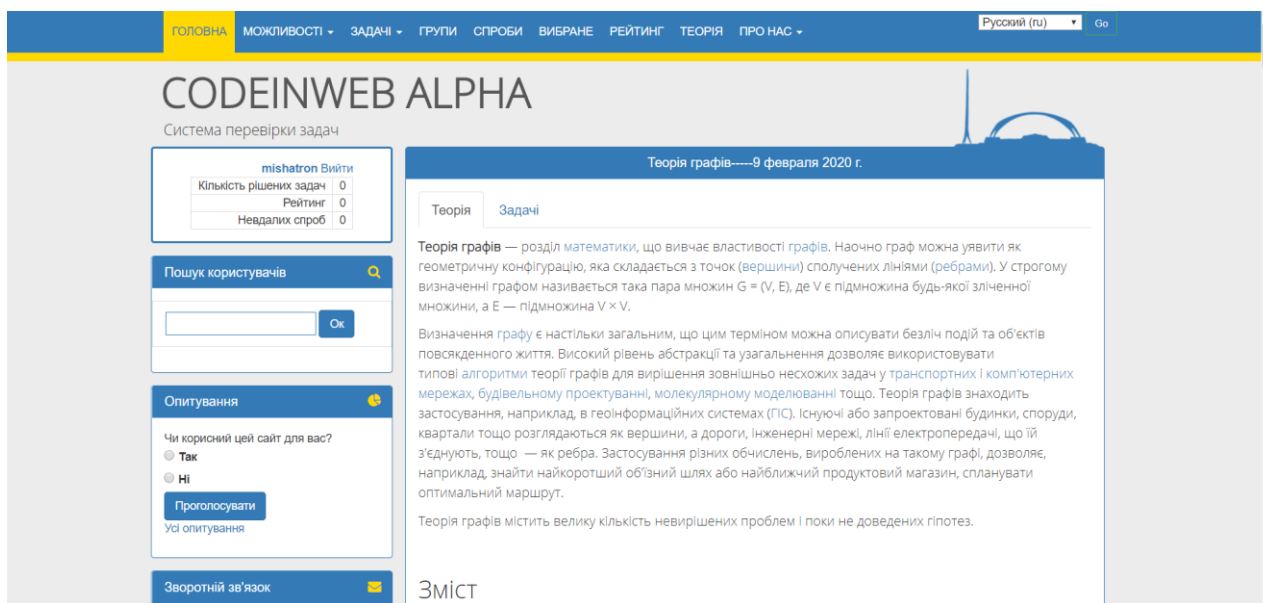 ГОЛОВНА МОЖЛИВОСТІ ЗАДАЧІ ГРУПИ СПРОБИ ВИБРАНЕ РЕЙТИНГ ТЕОРІЯ ПРО НАС Русский (ru) Go
CODEINWEB ALPHA
Система перевірки задач
mishatron Вийти
Кількість рішених задач 0
Рейтинг 0
Невдалих спроб 0
Пошук користувачів
Ок
Опитування
Чи корисний цей сайт для вас?
Так
Ні
Проголосувати
Усі опитування
Зворотній зв'язок
Теорія графів-----9 февраля 2020 г.
Теорія Задачі
Теорія графів — розділ математики, що вивчає властивості графів. Наочно граф можна уявити як
геометричну конфігурацію, яка складається з точок (вершини) сполучених лініями (ребрами). У строгому
визначенні графом називається така пара множин G = (V, E), де V є підмножина будь-якої зліченної
множини, а E — підмножина V × V.
Визначення графу є настільки загальним, що цим терміном можна описувати безліч подій та об'єктів
повсякденного життя. Високий рівень абстракції та узагальнення дозволяє використовувати
типові алгоритми теорії графів для вирішення зовнішньо несхожих задач у транспортних і комп'ютерних
мережах, будівельному проектуванні, молекулярному моделюванні тощо. Теорія графів знаходить
застосування, наприклад, в геоінформаційних системах (ГІС). Існуючі або запроектовані будинки, споруди,
квартали тощо розглядаються як вершини, а дороги, інженерні мережі, лінії електропередачі, що їй
з'єднують, тощо — як ребра. Застосування різних обчислень, вироблених на такому графі, дозволяє,
наприклад, знайти найкоротший об'їзний шлях або найближчий продуктовий магазин, спланувати
оптимальний маршрут.
Теорія графів містить велику кількість невирішених проблем і поки не доведених гіпотез.
Зміст